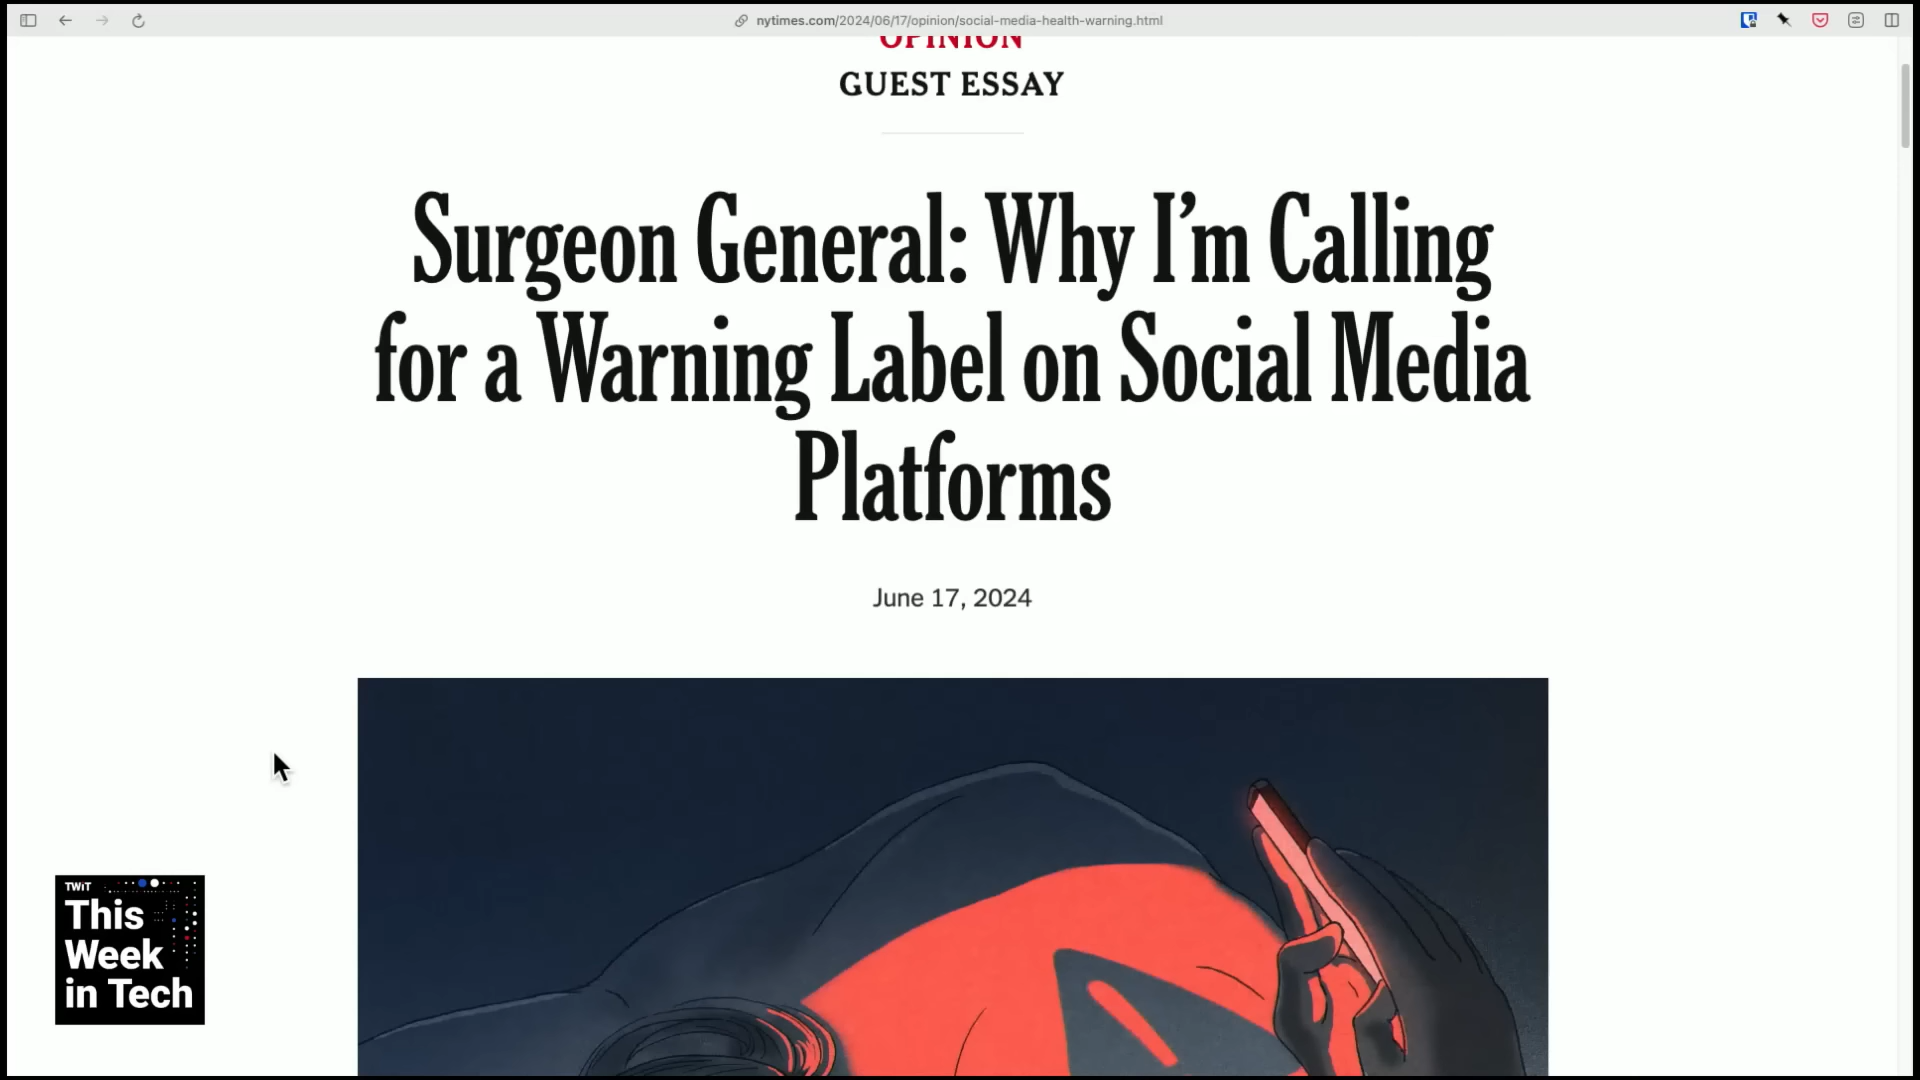 nytimes.com/2024/06/17/opinion/social-media-health-warning.html
OPINION
GUEST ESSAY
Surgeon General: Why I’m Calling
for a Warning Label on Social Media
Platforms
June 17, 2024
TWiT
This
Week
in Tech